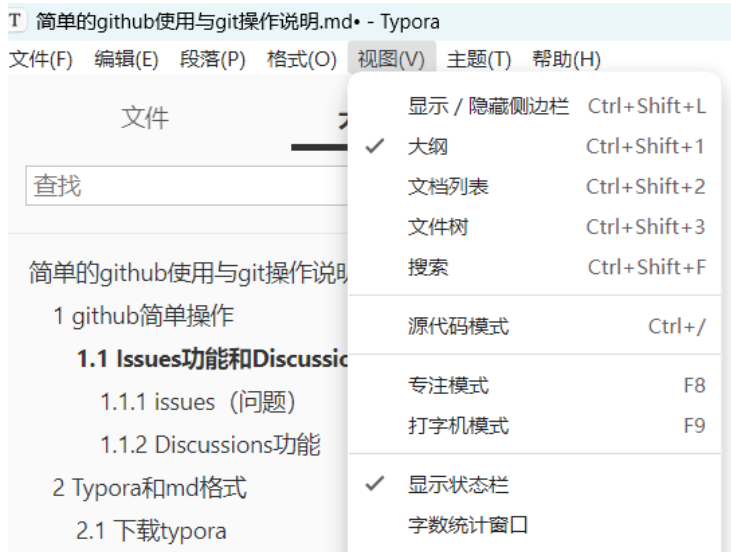 T 简单的github使用与git操作说明.md• - Typora
文件(F) 编辑(E) 段落(P) 格式(O) 视图(V) 主题(T) 帮助(H)
文件
查找
简单的github使用与git操作说明
1 github简单操作
1.1 Issues功能和Discussio
1.1.1 issues（问题）
1.1.2 Discussions功能
2 Typora和md格式
2.1 下载typora
显示 / 隐藏侧边栏 Ctrl+Shift+L
✓ 大纲 Ctrl+Shift+1
文档列表 Ctrl+Shift+2
文件树 Ctrl+Shift+3
搜索 Ctrl+Shift+F
源代码模式 Ctrl+/
专注模式 F8
打字机模式 F9
✓ 显示状态栏
字数统计窗口